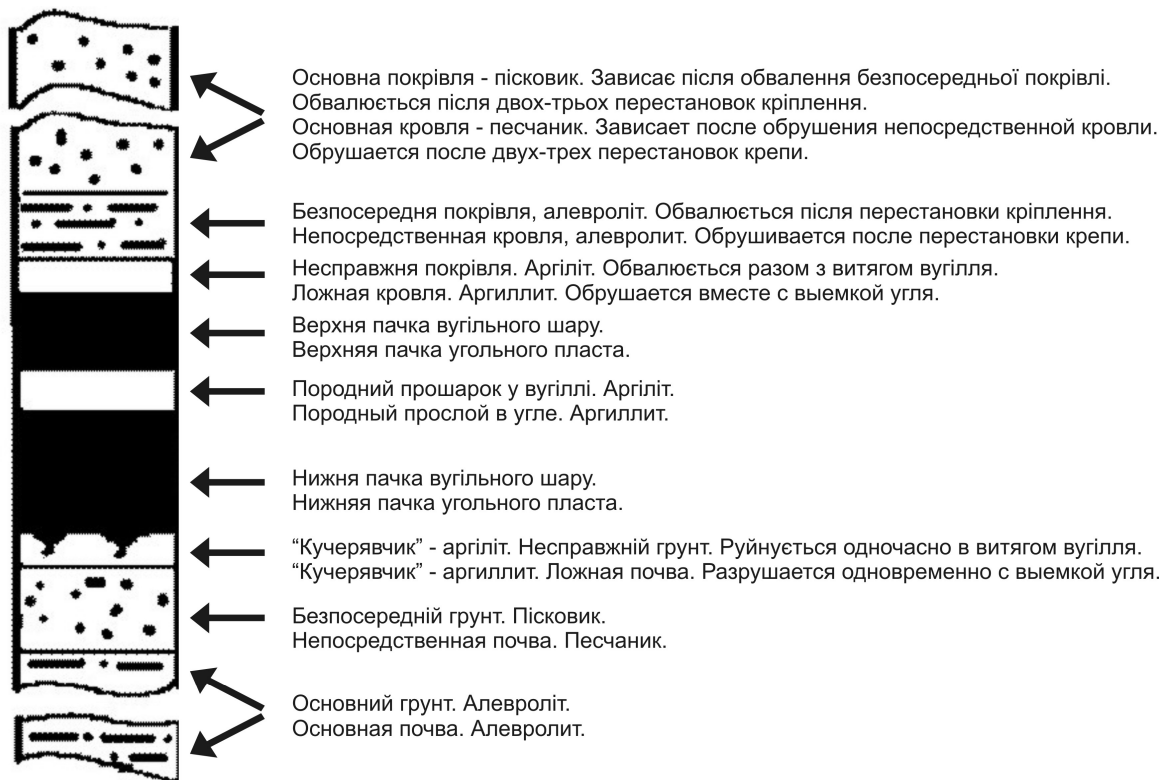 Основна покрівля - пісковик. Зависає після обвалення безпосередньої покрівлі.
Обвалюється після двох-трьох перестановок кріплення.
Основная кровля - песчаник. Зависает после обрушения непосредственной кровли.
Обрушается после двух-трех перестановок крепи.
Безпосередня покрівля, алевроліт. Обвалюється після перестановки кріплення.
Непосредственная кровля, алевролит. Обрушивается после перестановки крепи.
Несправжня покрівля. Аргіліт. Обвалюється разом з витягом вугілля.
Ложная кровля. Аргиллит. Обрушается вместе с выемкой угля.
Верхня пачка вугільного шару.
Верхняя пачка угольного пласта.
Породний прошарок у вугіллі. Аргіліт.
Породный прослой в угле. Аргиллит.
Нижня пачка вугільного шару.
Нижняя пачка угольного пласта.
“Кучерявчик” - аргіліт. Несправжній грунт. Руйнується одночасно в витягом вугілля.
“Кучерявчик” - аргиллит. Ложная почва. Разрушается одновременно с выемкой угля.
Безпосередній грунт. Пісковик.
Непосредственная почва. Песчаник.
Основний грунт. Алевроліт.
Основная почва. Алевролит.